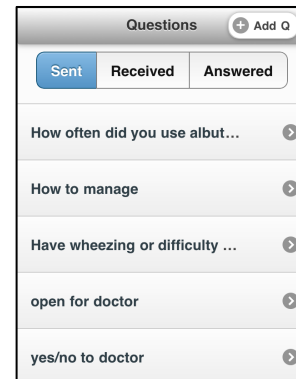 Questions
Add Q
Sent Received Answered
How often did you use albut...
How to manage
Have wheezing or difficulty ...
open for doctor
yes/no to doctor